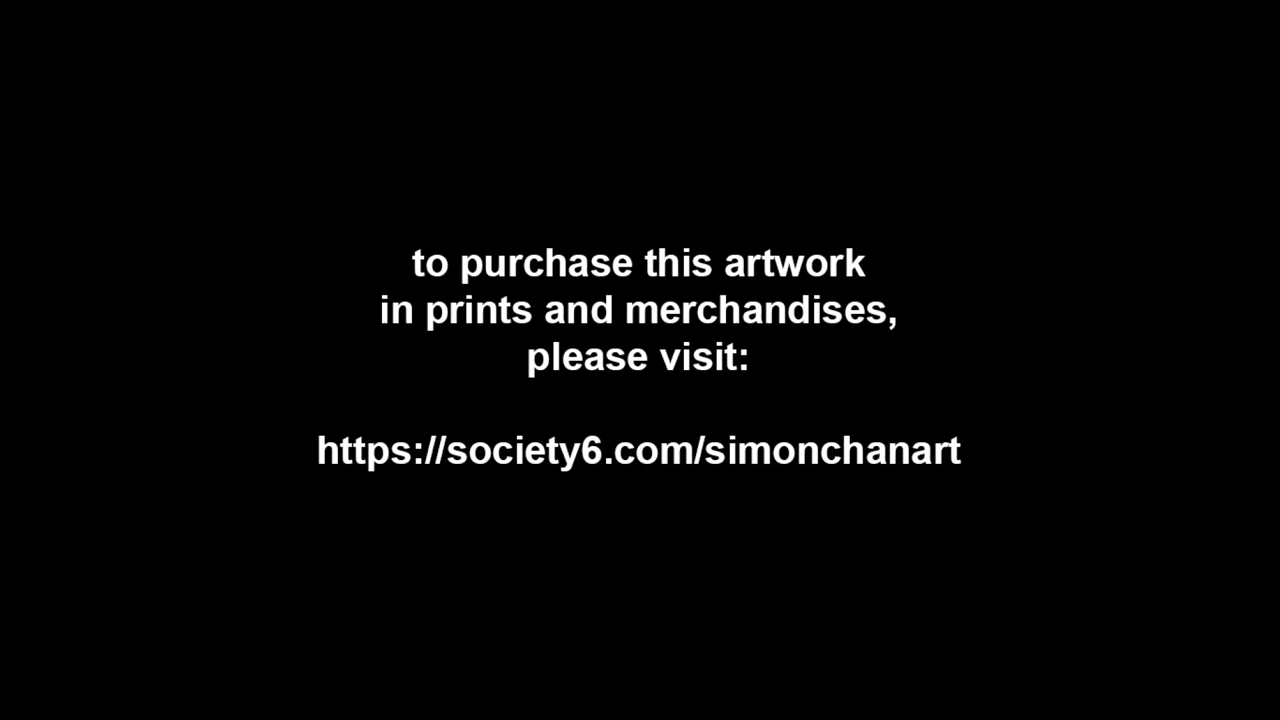 to purchase this artwork
in prints and merchandises,
please visit:
https://society6.com/simonchanart